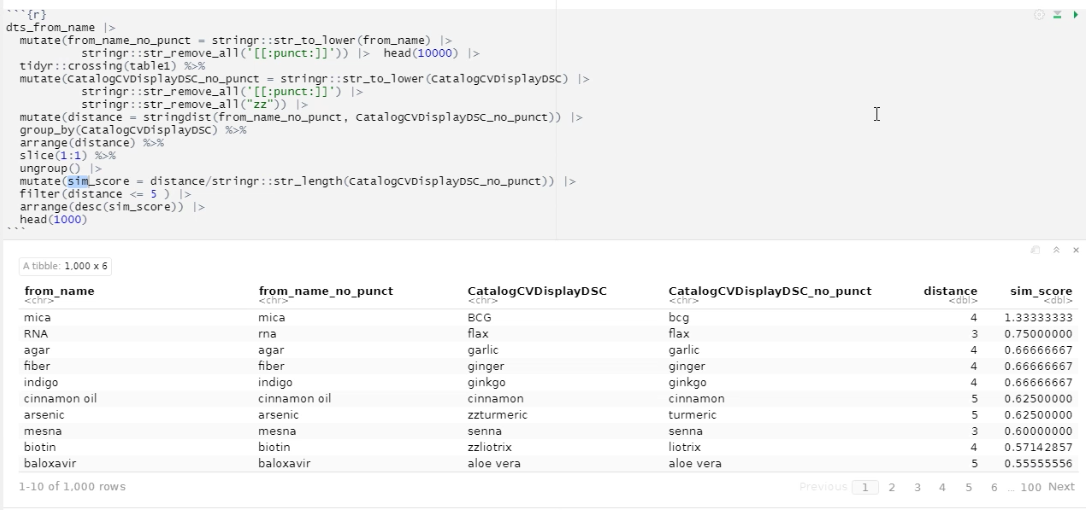 ```{r}
dts_from_name |>
  mutate(from_name_no_punct = stringr::str_to_lower(from_name) |>
           stringr::str_remove_all('[[:punct:]]')) |>  head(10000) |>
  tidyr::crossing(table1) %>%
  mutate(CatalogCVDisplayDSC_no_punct = stringr::str_to_lower(CatalogCVDisplayDSC) |>
           stringr::str_remove_all('[[:punct:]]') |>
           stringr::str_remove_all("zz")) |>
  mutate(distance = stringdist(from_name_no_punct, CatalogCVDisplayDSC_no_punct)) |>
  group_by(CatalogCVDisplayDSC) %>%
  arrange(distance) %>%
  slice(1:1) %>%
  ungroup() |>
  mutate(sim_score = distance/stringr::str_length(CatalogCVDisplayDSC_no_punct)) |>
  filter(distance <= 5 ) |>
  arrange(desc(sim_score)) |>
  head(1000)
```
A tibble: 1,000 x 6
from_name from_name_no_punct CatalogCVDisplayDSC CatalogCVDisplayDSC_no_punct distance sim_score
<chr> <chr> <chr> <chr> <dbl> <dbl>
mica mica BCG bcg 4 1.33333333
RNA rna flax flax 3 0.75000000
agar agar garlic garlic 4 0.66666667
fiber fiber ginger ginger 4 0.66666667
indigo indigo ginkgo ginkgo 4 0.66666667
cinnamon oil cinnamon oil cinnamon cinnamon 5 0.62500000
arsenic arsenic zzturmeric turmeric 5 0.62500000
mesna mesna senna senna 3 0.60000000
biotin biotin zzliotrix liotrix 4 0.57142857
baloxavir baloxavir aloe vera aloe vera 5 0.55555556
1-10 of 1,000 rows Previous 1 2 3 4 5 6 .. 100 Next